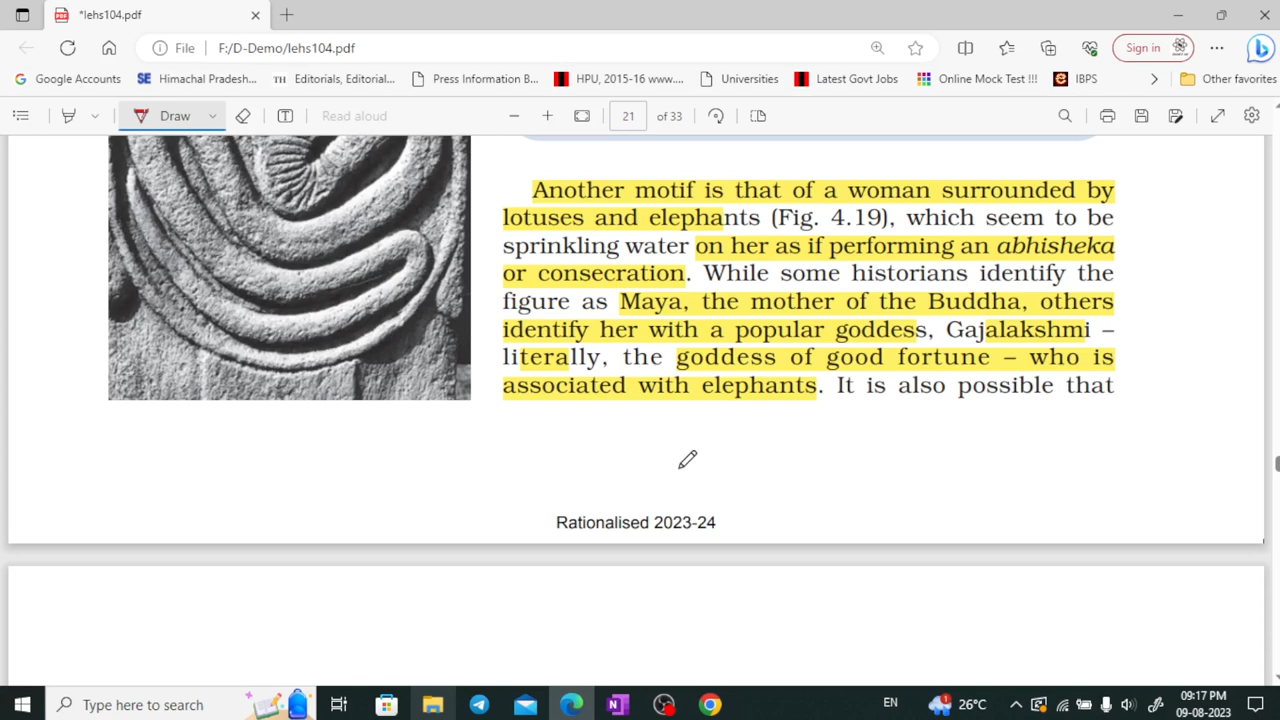 *lehs104.pdf
File F:/D-Demo/lehs104.pdf Sign in
Google Accounts SE Himachal Pradesh... TH Editorials, Editorial... Press Information B... HPU, 2015-16 www.... Universities Latest Govt Jobs Online Mock Test !!! IBPS Other favorites
Draw Read aloud 21 of 33
Another motif is that of a woman surrounded by
lotuses and elephants (Fig. 4.19), which seem to be
sprinkling water on her as if performing an abhisheka
or consecration. While some historians identify the
figure as Maya, the mother of the Buddha, others
identify her with a popular goddess, Gajalakshmi –
literally, the goddess of good fortune – who is
associated with elephants. It is also possible that
Rationalised 2023-24
Type here to search EN 26°C 09:17 PM
09-08-2023